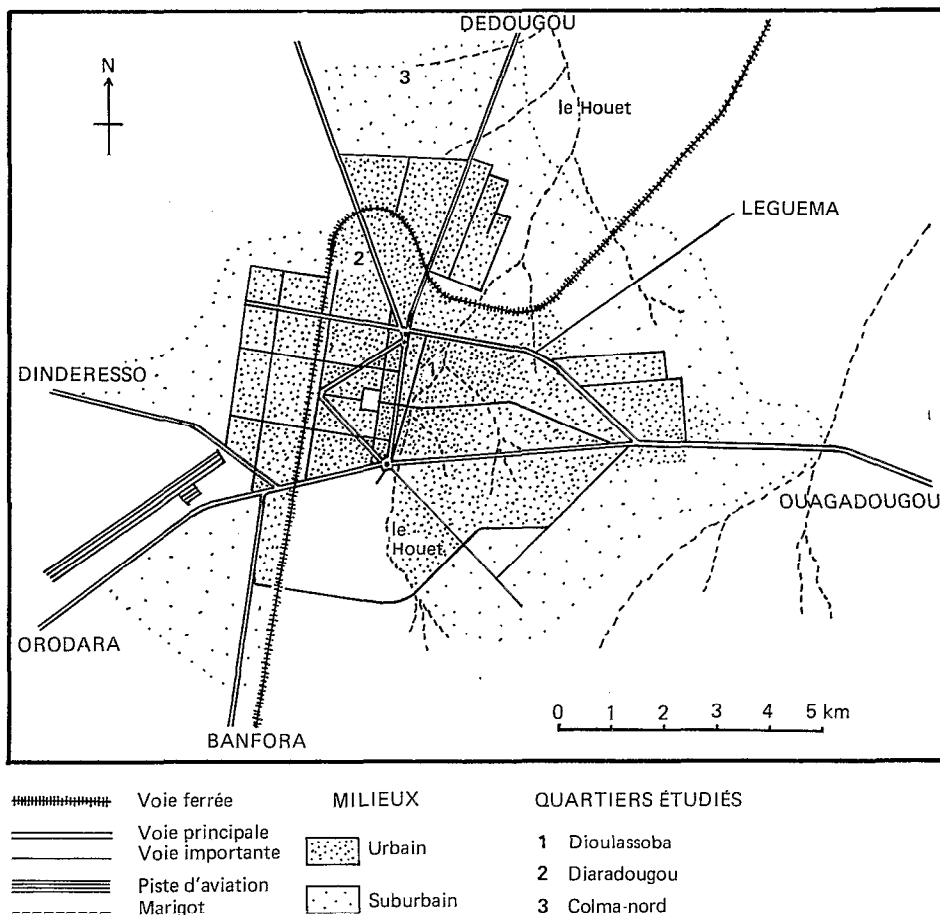 DEDOUGOU
N
3
le Houet
LEGUEMA
2
DINDERESSO
1
OUAGADOUGOU
le
Houet
ORODARA
0 1 2 3 4 5 km
BANFORA
Voie ferrée
Voie principale
Voie importante
Piste d'aviation
Marigot
MILIEUX
Urbain
Suburbain
QUARTIERS ÉTUDIÉS
1 Dioulassoba
2 Diaradougou
3 Colma-nord